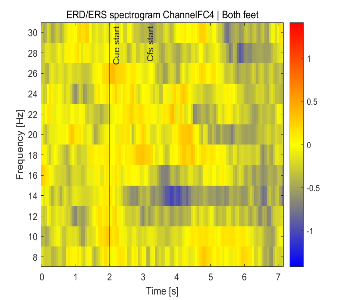 ERD/ERS spectrogram ChannelFC4 | Both feet
Cue start
Cfs start
Frequency [Hz]
30
28
26
24
22
20
18
16
14
12
10
8
0 1 2 3 4 5 6 7
Time [s]
1
0.5
0
-0.5
-1